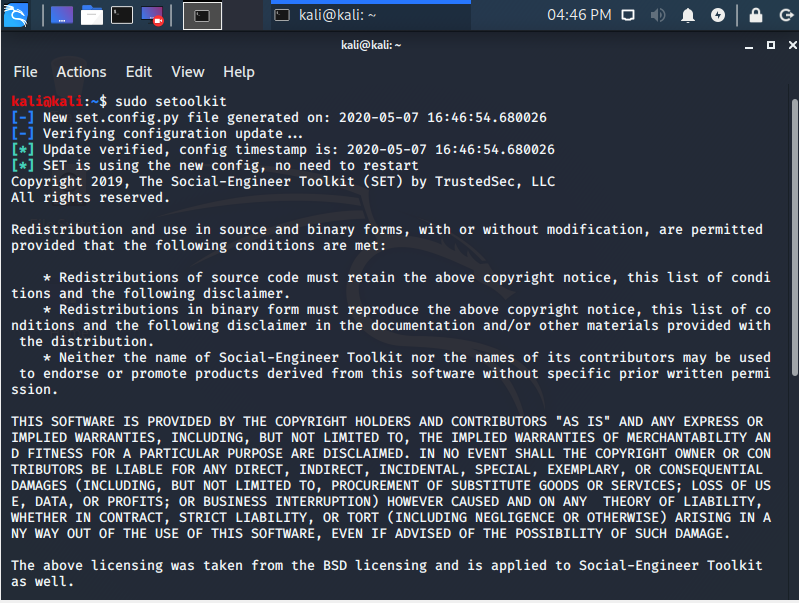 kali@kali: ~
04:46 PM
kali@kali: ~
File Actions Edit View Help
kali@kali:~$ sudo setoolkit
[-] New set.config.py file generated on: 2020-05-07 16:46:54.680026
[-] Verifying configuration update...
[*] Update verified, config timestamp is: 2020-05-07 16:46:54.680026
[*] SET is using the new config, no need to restart
Copyright 2019, The Social-Engineer Toolkit (SET) by TrustedSec, LLC
All rights reserved.
Redistribution and use in source and binary forms, with or without modification, are permitted
provided that the following conditions are met:
* Redistributions of source code must retain the above copyright notice, this list of condi
tions and the following disclaimer.
* Redistributions in binary form must reproduce the above copyright notice, this list of co
nditions and the following disclaimer in the documentation and/or other materials provided with
the distribution.
* Neither the name of Social-Engineer Toolkit nor the names of its contributors may be used
to endorse or promote products derived from this software without specific prior written permi
ssion.
THIS SOFTWARE IS PROVIDED BY THE COPYRIGHT HOLDERS AND CONTRIBUTORS "AS IS" AND ANY EXPRESS OR
IMPLIED WARRANTIES, INCLUDING, BUT NOT LIMITED TO, THE IMPLIED WARRANTIES OF MERCHANTABILITY AN
D FITNESS FOR A PARTICULAR PURPOSE ARE DISCLAIMED. IN NO EVENT SHALL THE COPYRIGHT OWNER OR CON
TRIBUTORS BE LIABLE FOR ANY DIRECT, INDIRECT, INCIDENTAL, SPECIAL, EXEMPLARY, OR CONSEQUENTIAL
DAMAGES (INCLUDING, BUT NOT LIMITED TO, PROCUREMENT OF SUBSTITUTE GOODS OR SERVICES; LOSS OF US
E, DATA, OR PROFITS; OR BUSINESS INTERRUPTION) HOWEVER CAUSED AND ON ANY  THEORY OF LIABILITY,
WHETHER IN CONTRACT, STRICT LIABILITY, OR TORT (INCLUDING NEGLIGENCE OR OTHERWISE) ARISING IN A
NY WAY OUT OF THE USE OF THIS SOFTWARE, EVEN IF ADVISED OF THE POSSIBILITY OF SUCH DAMAGE.
The above licensing was taken from the BSD licensing and is applied to Social-Engineer Toolkit
as well.